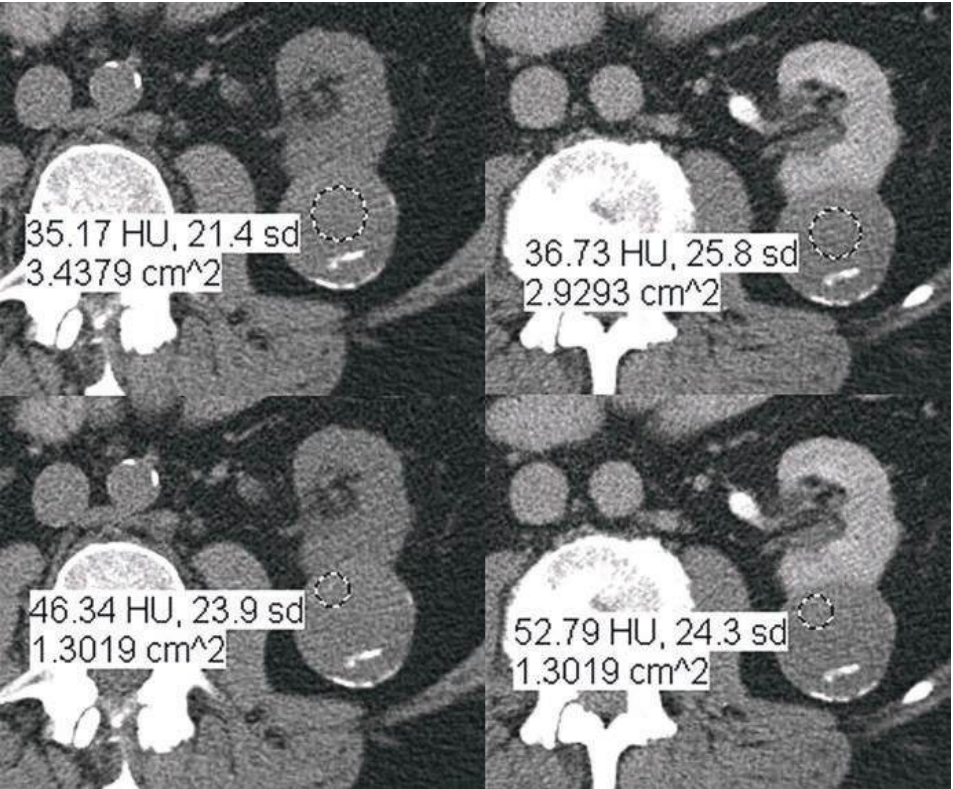 35.17 HU, 21.4 sd
3.4379 cm^2
36.73 HU, 25.8 sd
2.9293 cm^2
46.34 HU, 23.9 sd
1.3019 cm^2
52.79 HU, 24.3 sd
1.3019 cm^2